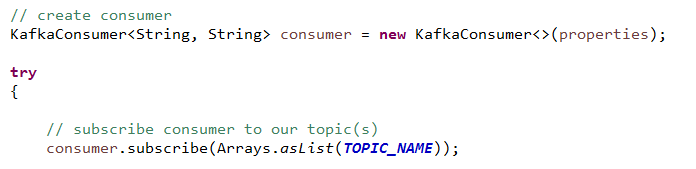 // create consumer
KafkaConsumer<String, String> consumer = new KafkaConsumer<>(properties);
try
{
// subscribe consumer to our topic(s)
consumer.subscribe(Arrays.asList(TOPIC_NAME));